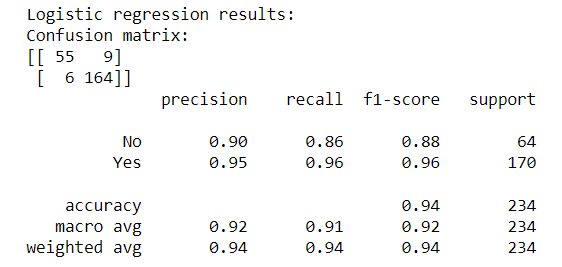 Logistic regression results:
Confusion matrix:
[[ 55   9]
 [  6 164]]
              precision    recall  f1-score   support

          No       0.90      0.86      0.88        64
         Yes       0.95      0.96      0.96       170

    accuracy                           0.94       234
   macro avg       0.92      0.91      0.92       234
weighted avg       0.94      0.94      0.94       234